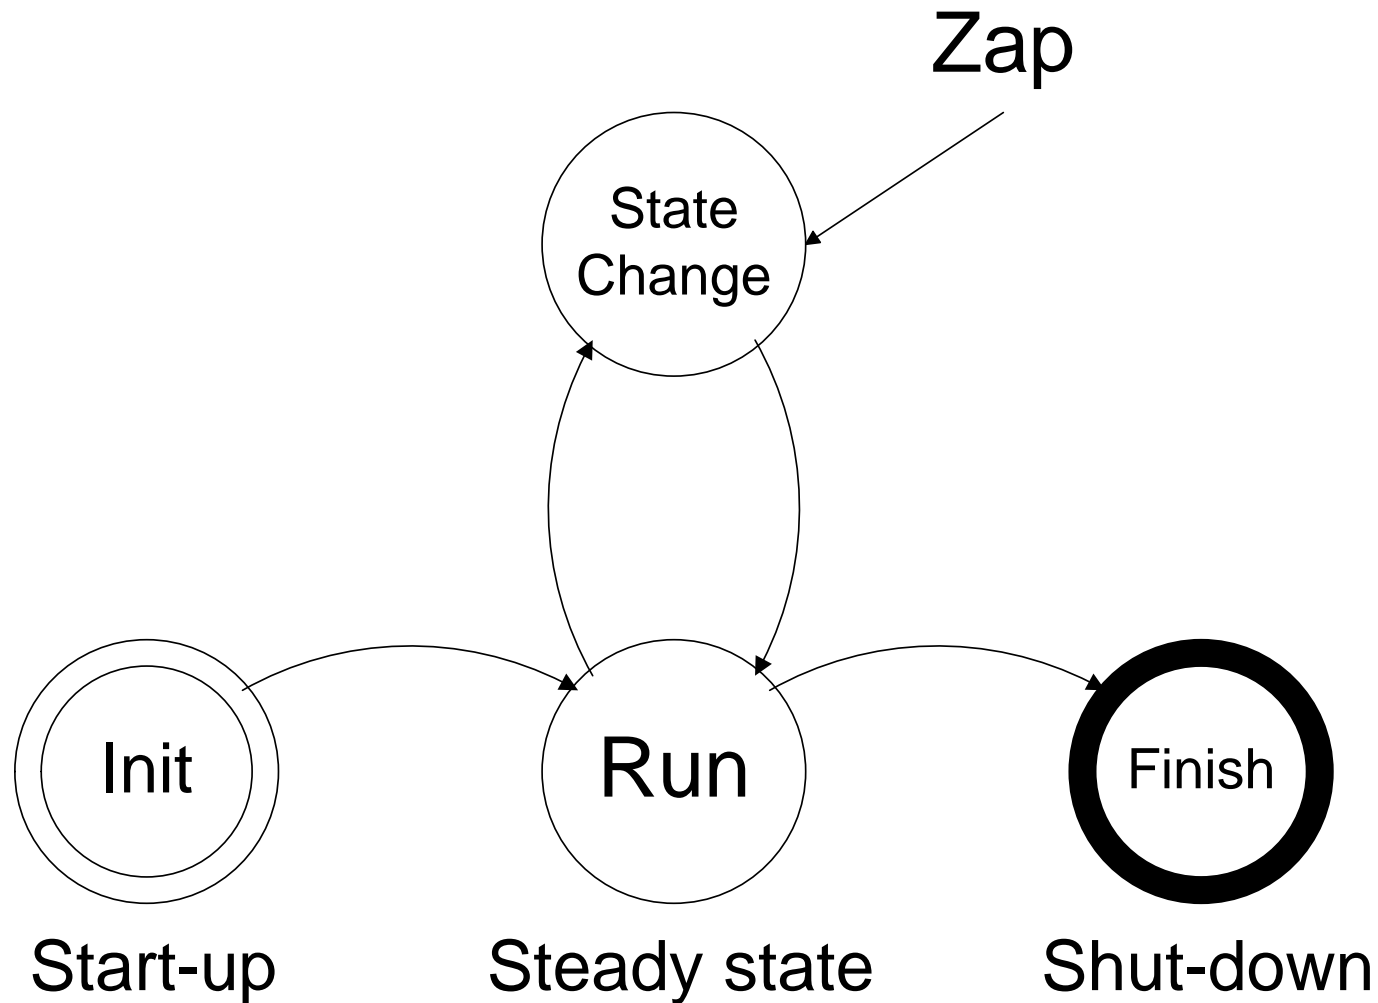 Zap
State
Change
Init
Run
Finish
Start-up
Steady state
Shut-down